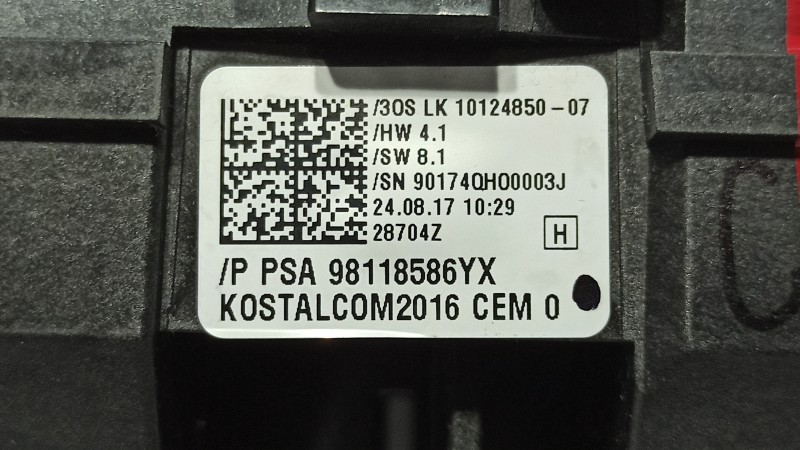 /3OS LK 10124850-07
/HW 4.1
/SW 8.1
/SN 90174QH00003J
24.08.17 10:29
28704Z
H
/P PSA 98118586YX
KOSTALCOM2016 CEM 0
C